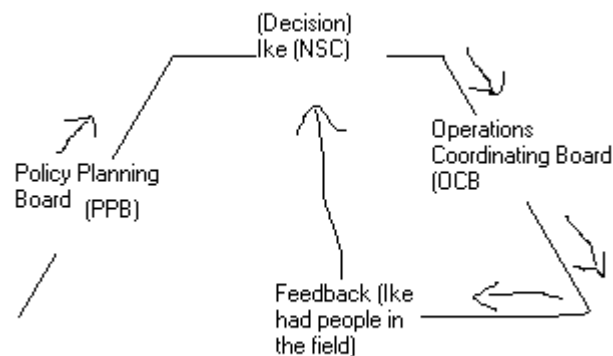 (Decision)
Ike (NSC)
Operations
Coordinating Board
(OCB
Policy Planning
Board (PPB)
Feedback (Ike
had people in
the field)